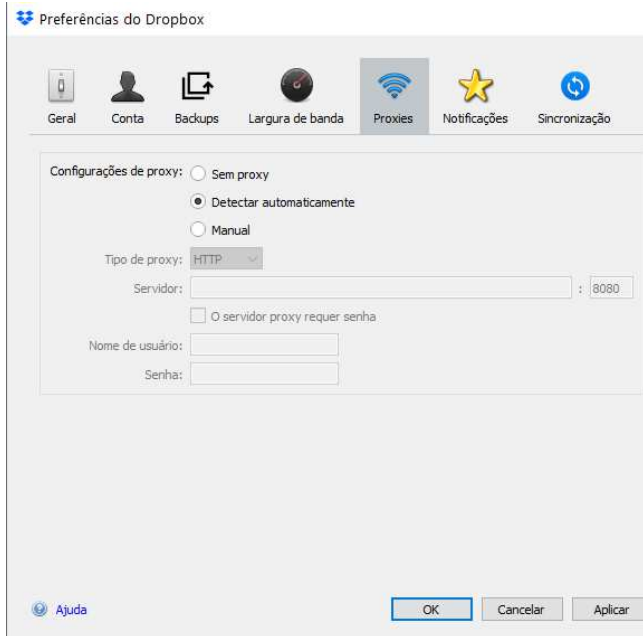 Preferências do Dropbox
Geral Conta Backups Largura de banda Proxies Notificações Sincronização
Configurações de proxy: Sem proxy
Detectar automaticamente
Manual
Tipo de proxy: HTTP
Servidor: : 8080
O servidor proxy requer senha
Nome de usuário:
Senha:
Ajuda OK Cancelar Aplicar